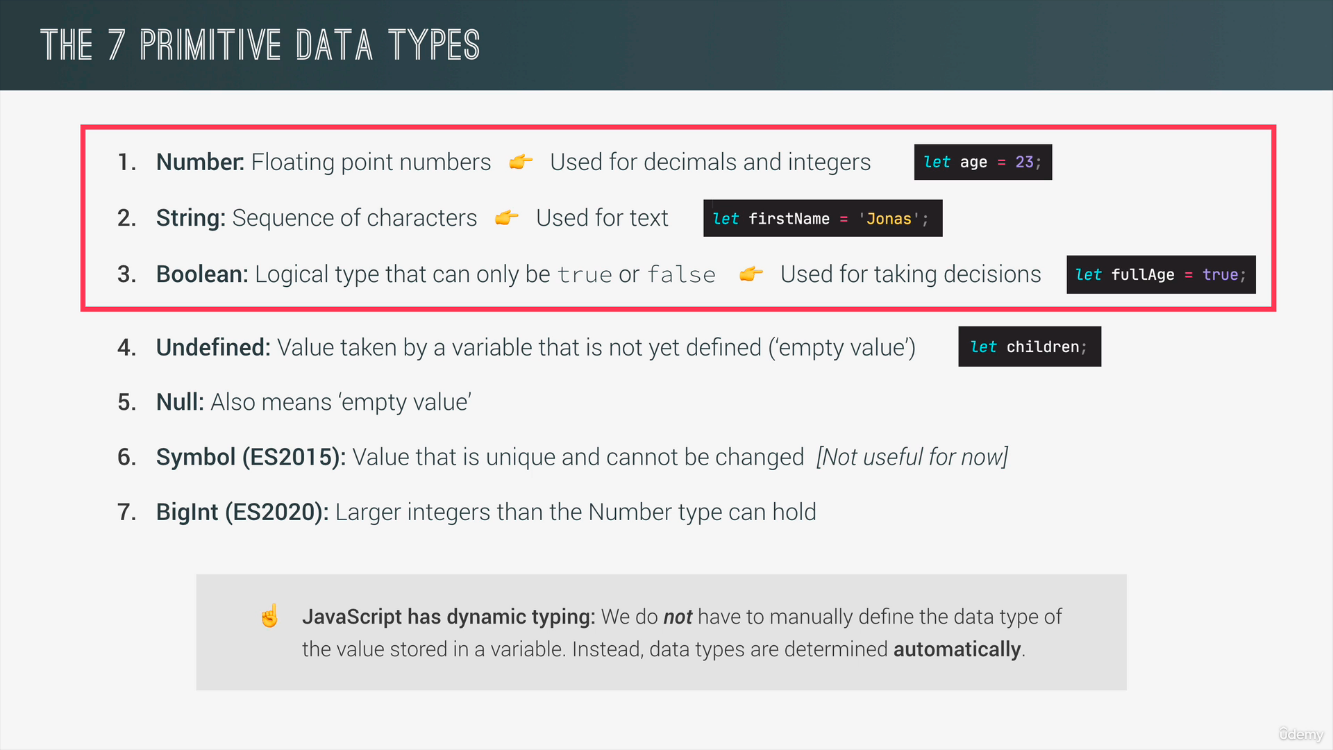 THE 7 PRIMITIVE DATA TYPES
1. Number: Floating point numbers 👉 Used for decimals and integers let age = 23;
2. String: Sequence of characters 👉 Used for text let firstName = 'Jonas';
3. Boolean: Logical type that can only be true or false 👉 Used for taking decisions let fullAge = true;
4. Undefined: Value taken by a variable that is not yet defined (‘empty value’) let children;
5. Null: Also means ‘empty value’
6. Symbol (ES2015): Value that is unique and cannot be changed [Not useful for now]
7. BigInt (ES2020): Larger integers than the Number type can hold
☝️ JavaScript has dynamic typing: We do not have to manually define the data type of
the value stored in a variable. Instead, data types are determined automatically.
ûdemy